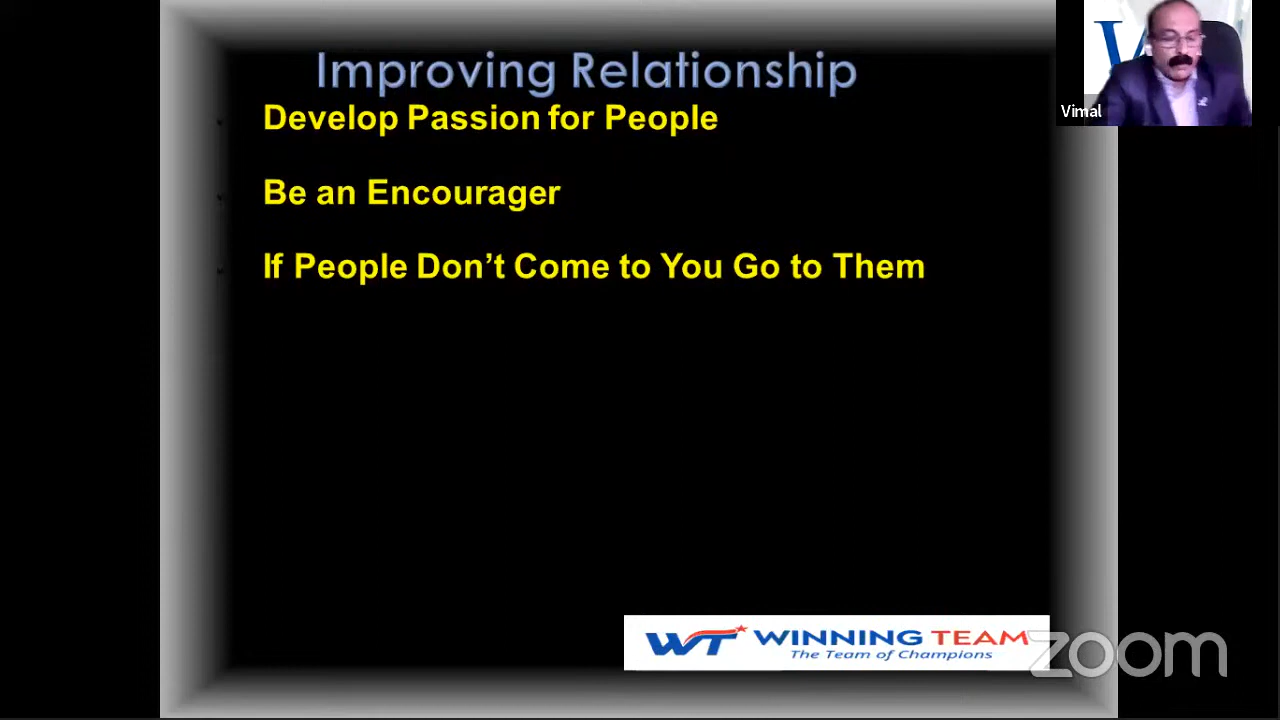 Improving Relationship
Develop Passion for People
Be an Encourager
If People Don’t Come to You Go to Them
Vimal
WT WINNING TEAM
The Team of Champions
zoom